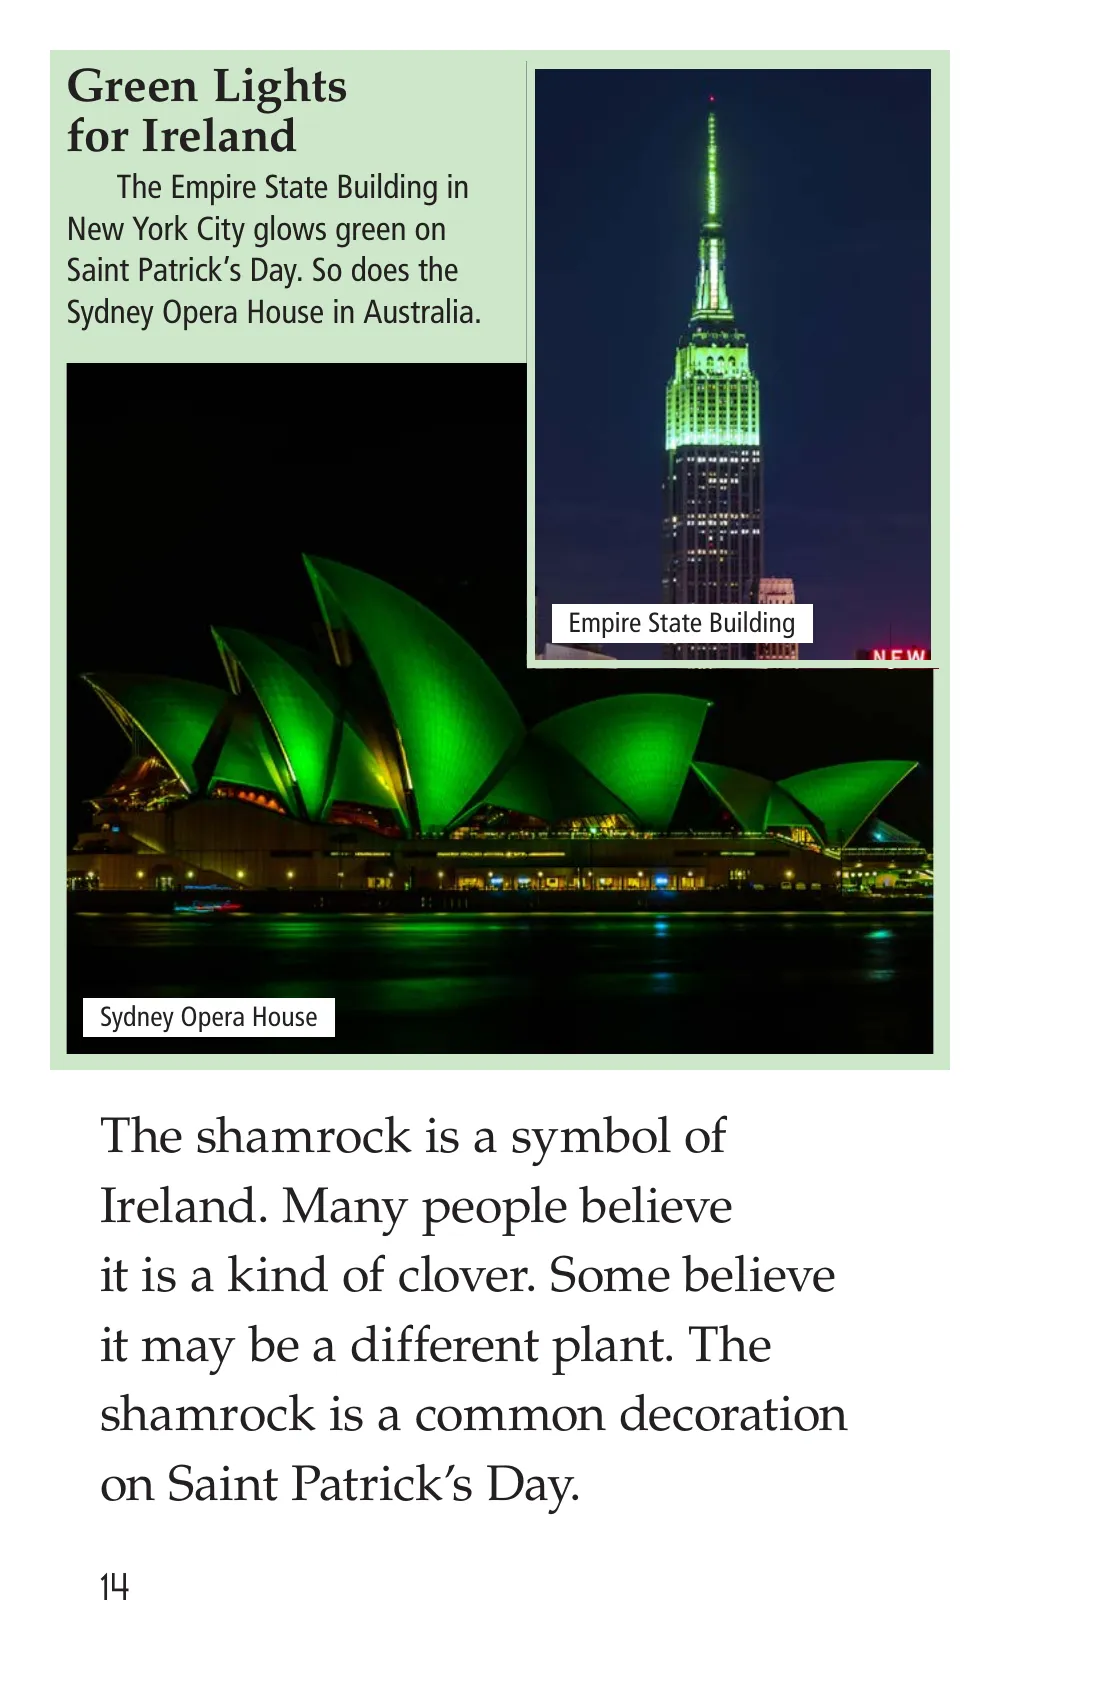 Green Lights
for Ireland
The Empire State Building in
New York City glows green on
Saint Patrick’s Day. So does the
Sydney Opera House in Australia.
Empire State Building
NEW
Sydney Opera House
The shamrock is a symbol of
Ireland. Many people believe
it is a kind of clover. Some believe
it may be a different plant. The
shamrock is a common decoration
on Saint Patrick’s Day.
14